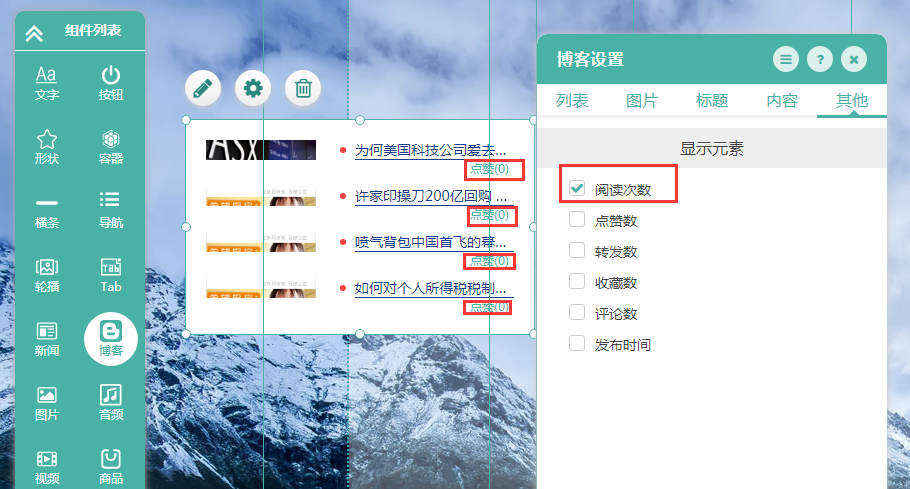 组件列表
Aa
文字
按钮
形状
容器
横条
导航
轮播
Tab
Tab
新闻
博客
图片
音频
视频
商品
为何美国科技公司爱去...
点赞(0)
许家印操刀200亿回购 ...
点赞(0)
喷气背包中国首飞的幕...
点赞(0)
如何对个人所得税税制...
点赞(0)
博客设置
?
列表
图片
标题
内容
其他
显示元素
阅读次数
点赞数
转发数
收藏数
评论数
发布时间